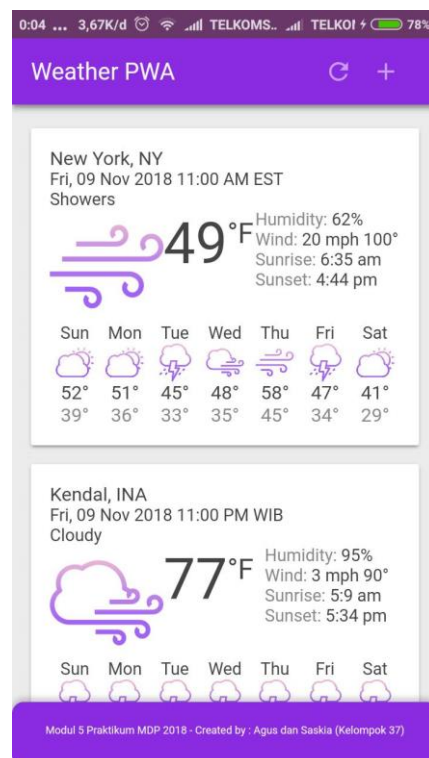 0:04 ... 3,67K/d TELKOMS.. TELKOI 78%
Weather PWA
New York, NY
Fri, 09 Nov 2018 11:00 AM EST
Showers
49°F
Humidity: 62%
Wind: 20 mph 100°
Sunrise: 6:35 am
Sunset: 4:44 pm
Sun Mon Tue Wed Thu Fri Sat
52° 51° 45° 48° 58° 47° 41°
39° 36° 33° 35° 45° 34° 29°
Kendal, INA
Fri, 09 Nov 2018 11:00 PM WIB
Cloudy
77°F
Humidity: 95%
Wind: 3 mph 90°
Sunrise: 5:9 am
Sunset: 5:34 pm
Sun Mon Tue Wed Thu Fri Sat
Modul 5 Praktikum MDP 2018 - Created by : Agus dan Saskia (Kelompok 37)